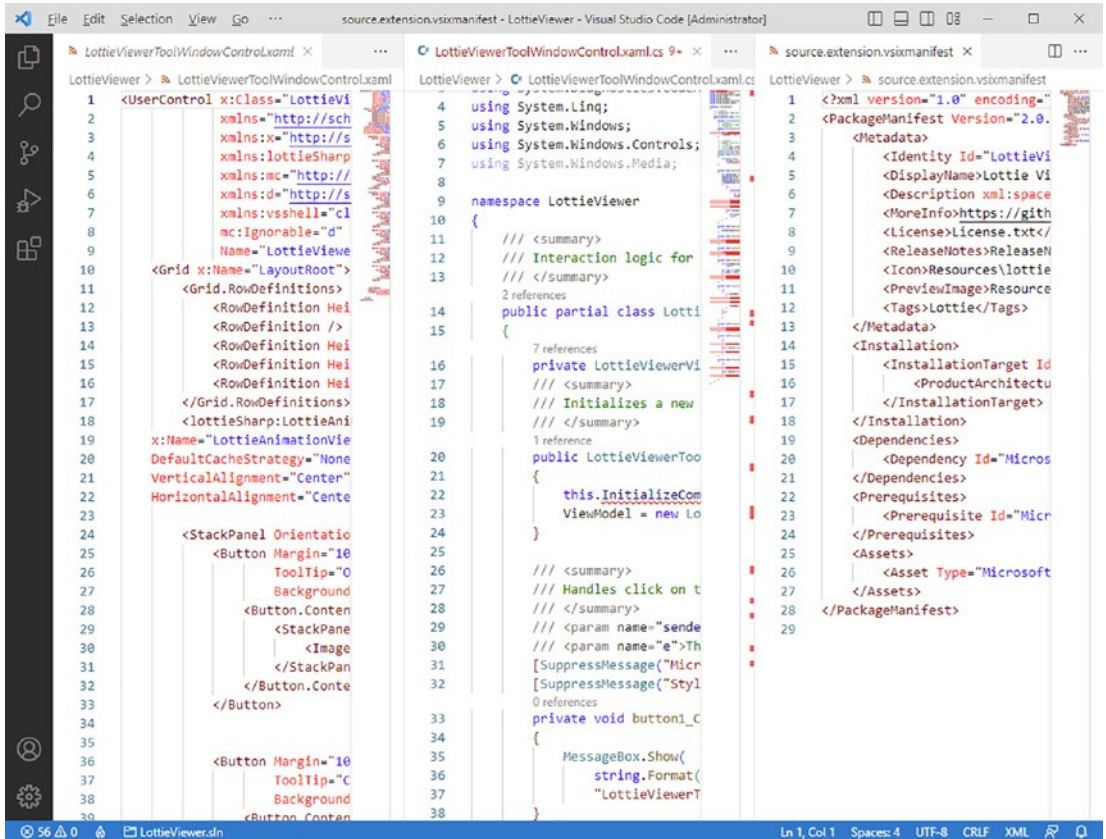 File Edit Selection View Go ··· source.extension.vsixmanifest - LottieViewer - Visual Studio Code [Administrator]
LottieViewerToolWindowControl.xaml
LottieViewer > LottieViewerToolWindowControl.xaml
1 <UserControl x:Class="LottieVi
2 xmlns="http://sch
3 xmlns:x="http://s
4 xmlns:lottieSharp
5 xmlns:mc="http://
6 xmlns:d="http://s
7 xmlns:vsshell="cl
8 mc:Ignorable="d"
9 Name="LottieViewe
10 <Grid x:Name="LayoutRoot">
11 <Grid.RowDefinitions>
12 <RowDefinition Hei
13 <RowDefinition />
14 <RowDefinition Hei
15 <RowDefinition Hei
16 <RowDefinition Hei
17 </Grid.RowDefinitions>
18 <lottieSharp:LottieAni
19 x:Name="LottieAnimationVie
20 DefaultCacheStrategy="None
21 VerticalAlignment="Center"
22 HorizontalAlignment="Cente
23
24 <StackPanel Orientatio
25 <Button Margin="10
26 ToolTip="O
27 Background
28 <Button.Conten
29 <StackPane
30 <Image
31 </StackPan
32 </Button.Conte
33 </Button>
34
35
36 <Button Margin="10
37 ToolTip="C
38 Background
39 <Button.Conten
LottieViewerToolWindowControl.xaml.cs 9+
LottieViewer > LottieViewerToolWindowControl.xaml.cs
4 using System.Linq;
5 using System.Windows;
6 using System.Windows.Controls;
7 using System.Windows.Media;
8
9 namespace LottieViewer
10 {
11 /// <summary>
12 /// Interaction logic for
13 /// </summary>
2 references
14 public partial class Lotti
15 {
7 references
16 private LottieViewerVi
17 /// <summary>
18 /// Initializes a new
19 /// </summary>
1 reference
20 public LottieViewerToo
21 {
22 this.InitializeCom
23 ViewModel = new Lo
24 }
25
26 /// <summary>
27 /// Handles click on t
28 /// </summary>
29 /// <param name="sende
30 /// <param name="e">Th
31 [SuppressMessage("Micr
32 [SuppressMessage("Styl
0 references
33 private void button1_C
34 {
35 MessageBox.Show(
36 string.Format(
37 "LottieViewerT
38 }
source.extension.vsixmanifest
LottieViewer > source.extension.vsixmanifest
1 <?xml version="1.0" encoding="
2 <PackageManifest Version="2.0.
3 <Metadata>
4 <Identity Id="LottieVi
5 <DisplayName>Lottie Vi
6 <Description xml:space
7 <MoreInfo>https://gith
8 <License>License.txt</
9 <ReleaseNotes>ReleaseN
10 <Icon>Resources\lottie
11 <PreviewImage>Resource
12 <Tags>Lottie</Tags>
13 </Metadata>
14 <Installation>
15 <InstallationTarget Id
16 <ProductArchitectu
17 </InstallationTarget>
18 </Installation>
19 <Dependencies>
20 <Dependency Id="Micros
21 </Dependencies>
22 <Prerequisites>
23 <Prerequisite Id="Micr
24 </Prerequisites>
25 <Assets>
26 <Asset Type="Microsoft
27 </Assets>
28 </PackageManifest>
29
56 0 LottieViewer.sln Ln 1, Col 1 Spaces: 4 UTF-8 CRLF XML